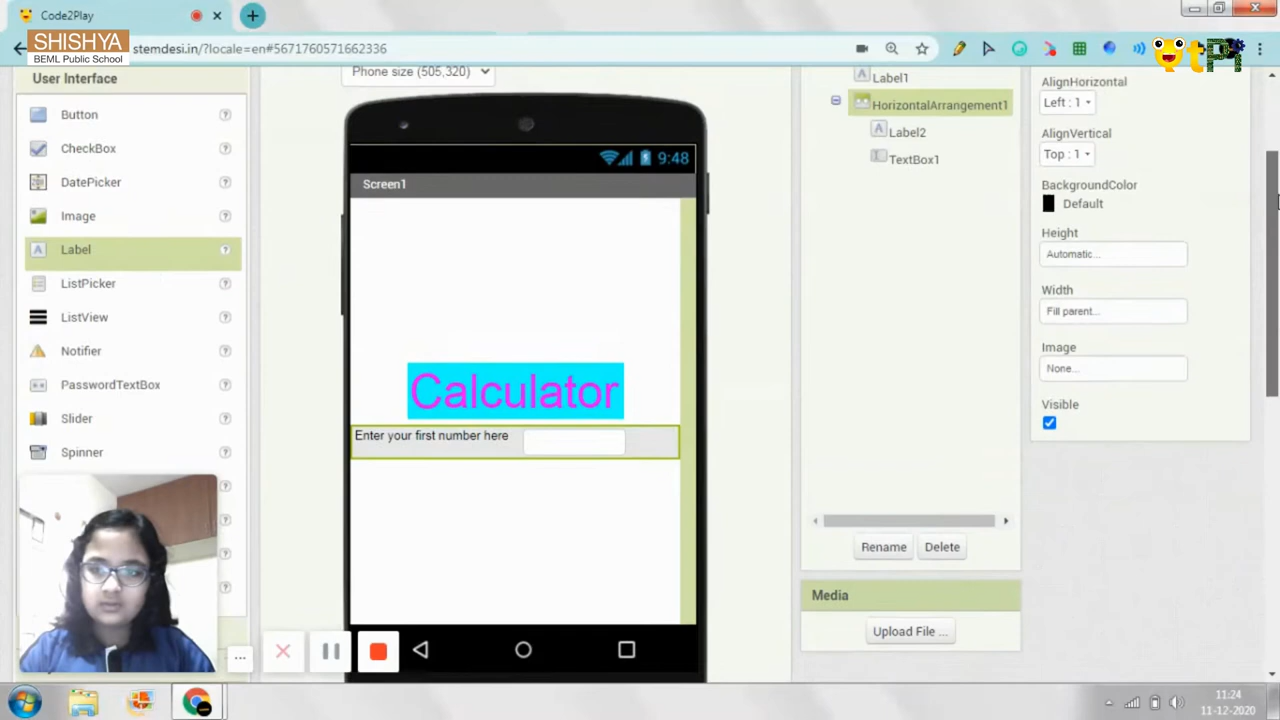 Code2Play
SHISHYA
BEML Public School
stemdesi.in/?locale=en#5671760571662336
QtPi
User Interface
Button
CheckBox
DatePicker
Image
Label
ListPicker
ListView
Notifier
PasswordTextBox
Slider
Spinner
Phone size (505,320)
9:48
Screen1
Calculator
Enter your first number here
Label1
HorizontalArrangement1
Label2
TextBox1
Rename
Delete
Media
Upload File ...
AlignHorizontal
Left : 1
AlignVertical
Top : 1
BackgroundColor
Default
Height
Automatic...
Width
Fill parent...
Image
None...
Visible
11:24
11-12-2020